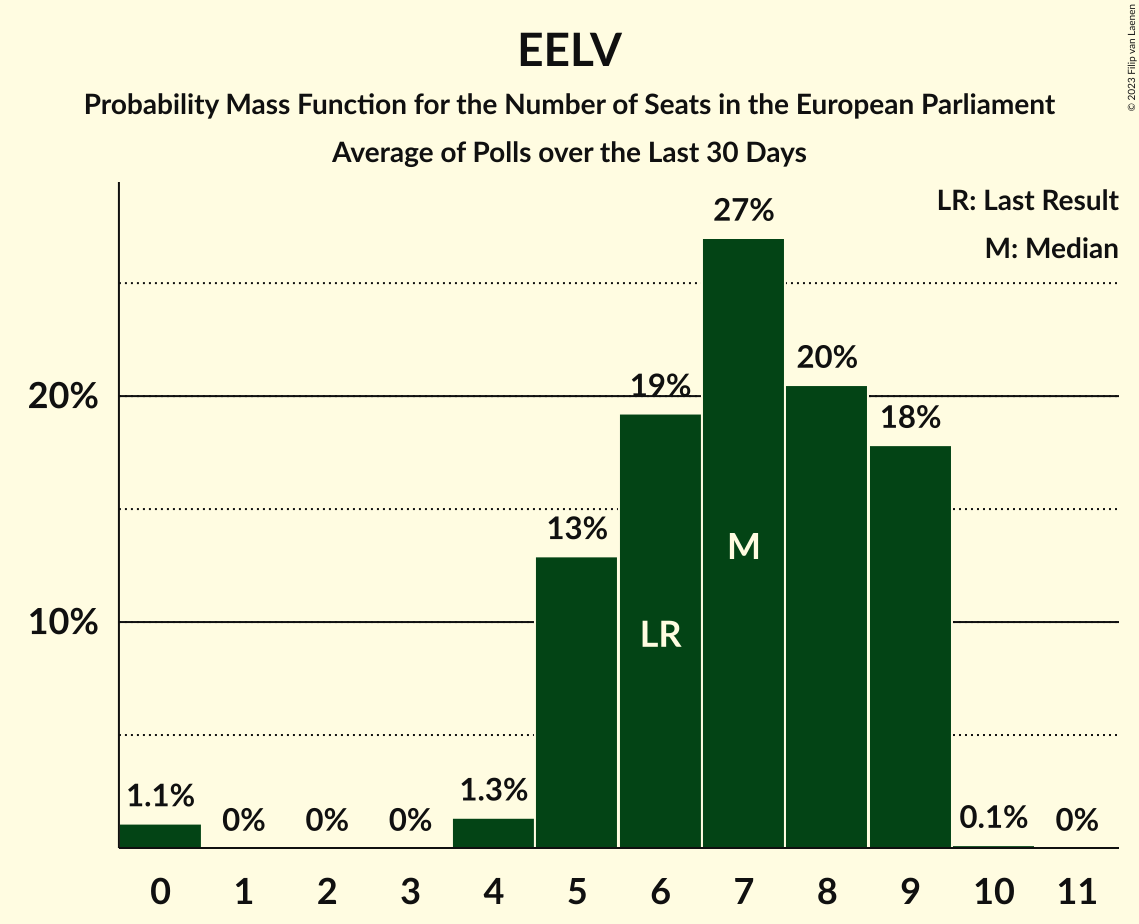 EELV
Probability Mass Function for the Number of Seats in the European Parliament
Average of Polls over the Last 30 Days
© 2023 Filip van Laenen
LR: Last Result
M: Median
27%
20%
19%
18%
13%
1.1%
0%
0%
0%
1.3%
0.1%
0%
M
LR
20%
10%
0 1 2 3 4 5 6 7 8 9 10 11